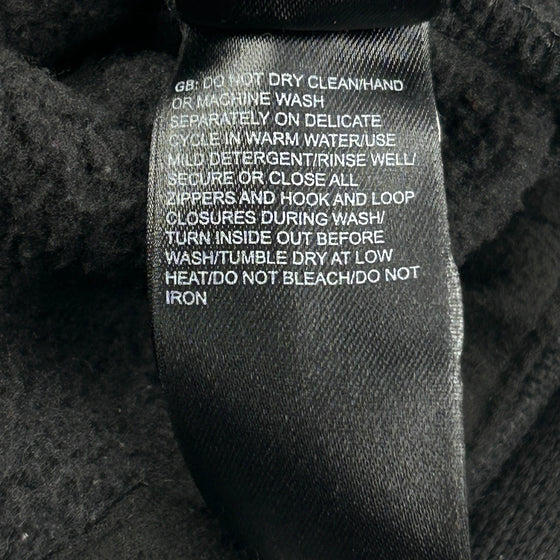 GB: DO NOT DRY CLEAN/HAND
OR MACHINE WASH
SEPARATELY ON DELICATE
CYCLE IN WARM WATER/USE
MILD DETERGENT/RINSE WELL/
SECURE OR CLOSE ALL
ZIPPERS AND HOOK AND LOOP
CLOSURES DURING WASH/
TURN INSIDE OUT BEFORE
WASH/TUMBLE DRY AT LOW
HEAT/DO NOT BLEACH/DO NOT
IRON